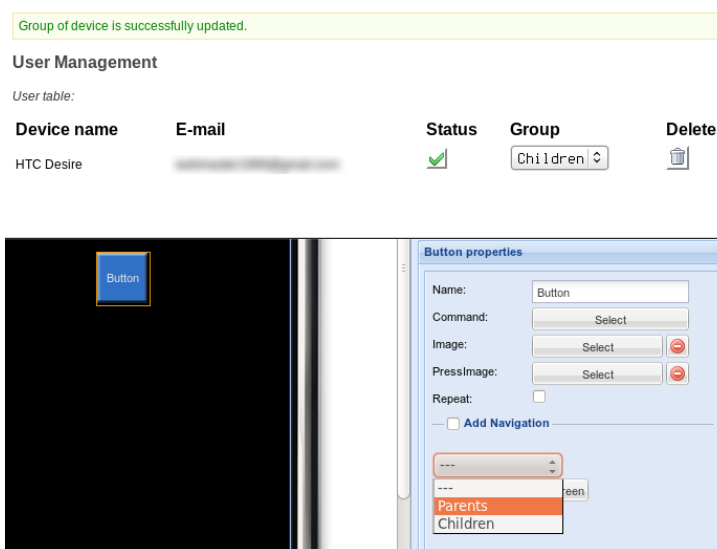 Group of device is successfully updated.
User Management
User table:
Device name E-mail Status Group Delete
HTC Desire Children
Button properties
Button
Name: Button
Command: Select
Image: Select
PressImage: Select
Repeat:
Add Navigation
---
---
Parents
Children